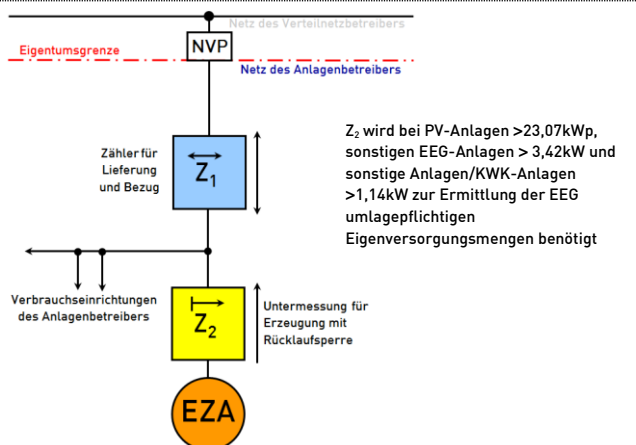 Netz des Verteilnetzbetreibers
NVP
Eigentumsgrenze
Netz des Anlagenbetreibers
Zähler für
Lieferung
und Bezug
Z₁
Z₂ wird bei PV-Anlagen >23,07kWp,
sonstigen EEG-Anlagen > 3,42kW und
sonstige Anlagen/KWK-Anlagen
>1,14kW zur Ermittlung der EEG
umlagepflichtigen
Eigenversorgungsmengen benötigt
Verbrauchseinrichtungen
des Anlagenbetreibers
Z₂
Untermessung für
Erzeugung mit
Rücklaufsperre
EZA